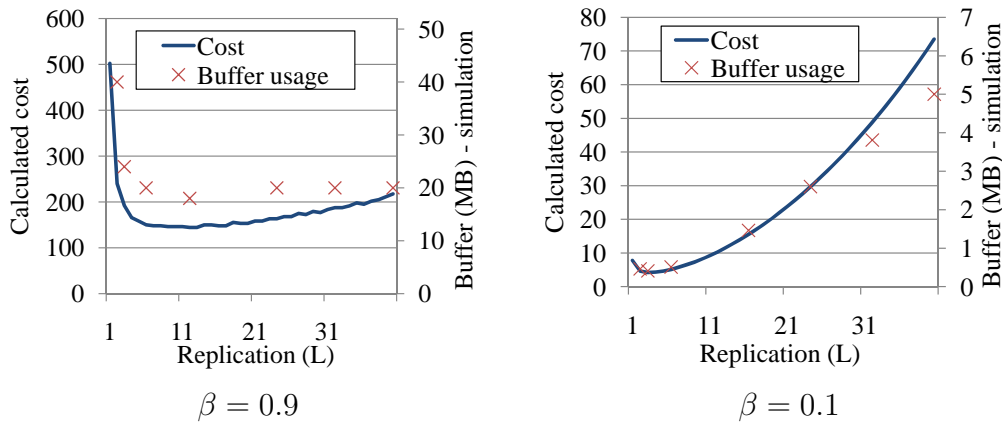 600
500
400
300
200
100
0
Calculated cost
Cost
Buffer usage
50
40
30
20
10
0
Buffer (MB) - simulation
1 11 21 31
Replication (L)
β = 0.9
80
70
60
50
40
30
20
10
0
Calculated cost
Cost
Buffer usage
7
6
5
4
3
2
1
0
Buffer (MB) - simulation
1 11 21 31
Replication (L)
β = 0.1